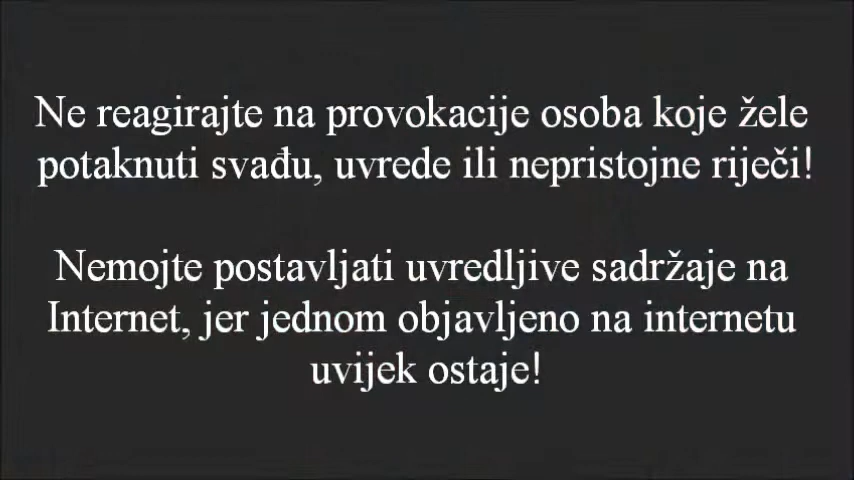 Ne reagirajte na provokacije osoba koje žele
potaknuti svađu, uvrede ili nepristojne riječi!
Nemojte postavljati uvredljive sadržaje na
Internet, jer jednom objavljeno na internetu
uvijek ostaje!